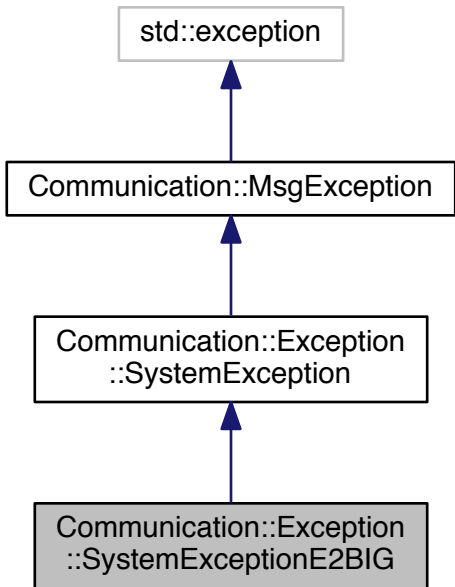 std::exception
Communication::MsgException
Communication::Exception
::SystemException
Communication::Exception
::SystemExceptionE2BIG